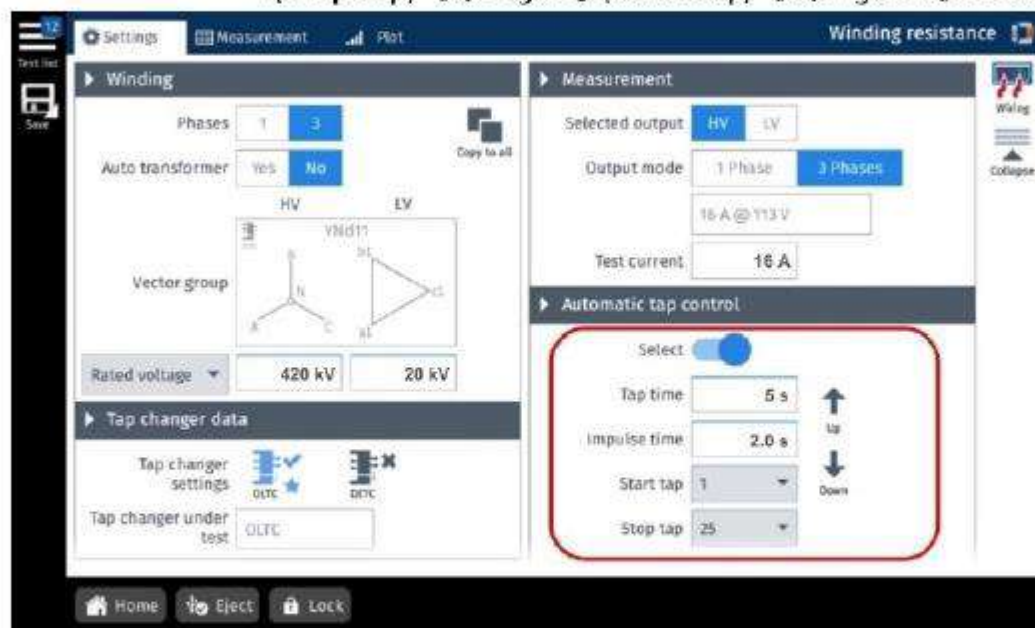 12
Test list
Save
Settings
Measurement
Plot
Winding resistance
Winding
Phases 1 3
Copy to all
Auto transformer Yes No
HV LV
YNd11
Vector group
B
N
A C
b1
c1
a1
Rated voltage 420 kV 20 kV
Tap changer data
Tap changer settings
OLTC DETC
Tap changer under test OLTC
Measurement
Selected output HV LV
Output mode 1 Phase 3 Phases
16 A @ 113 V
Test current 16 A
Automatic tap control
Select
Tap time 5 s
Up
Impulse time 2.0 s
Start tap 1
Down
Stop tap 25
Wiring
Collapse
Home Eject Lock